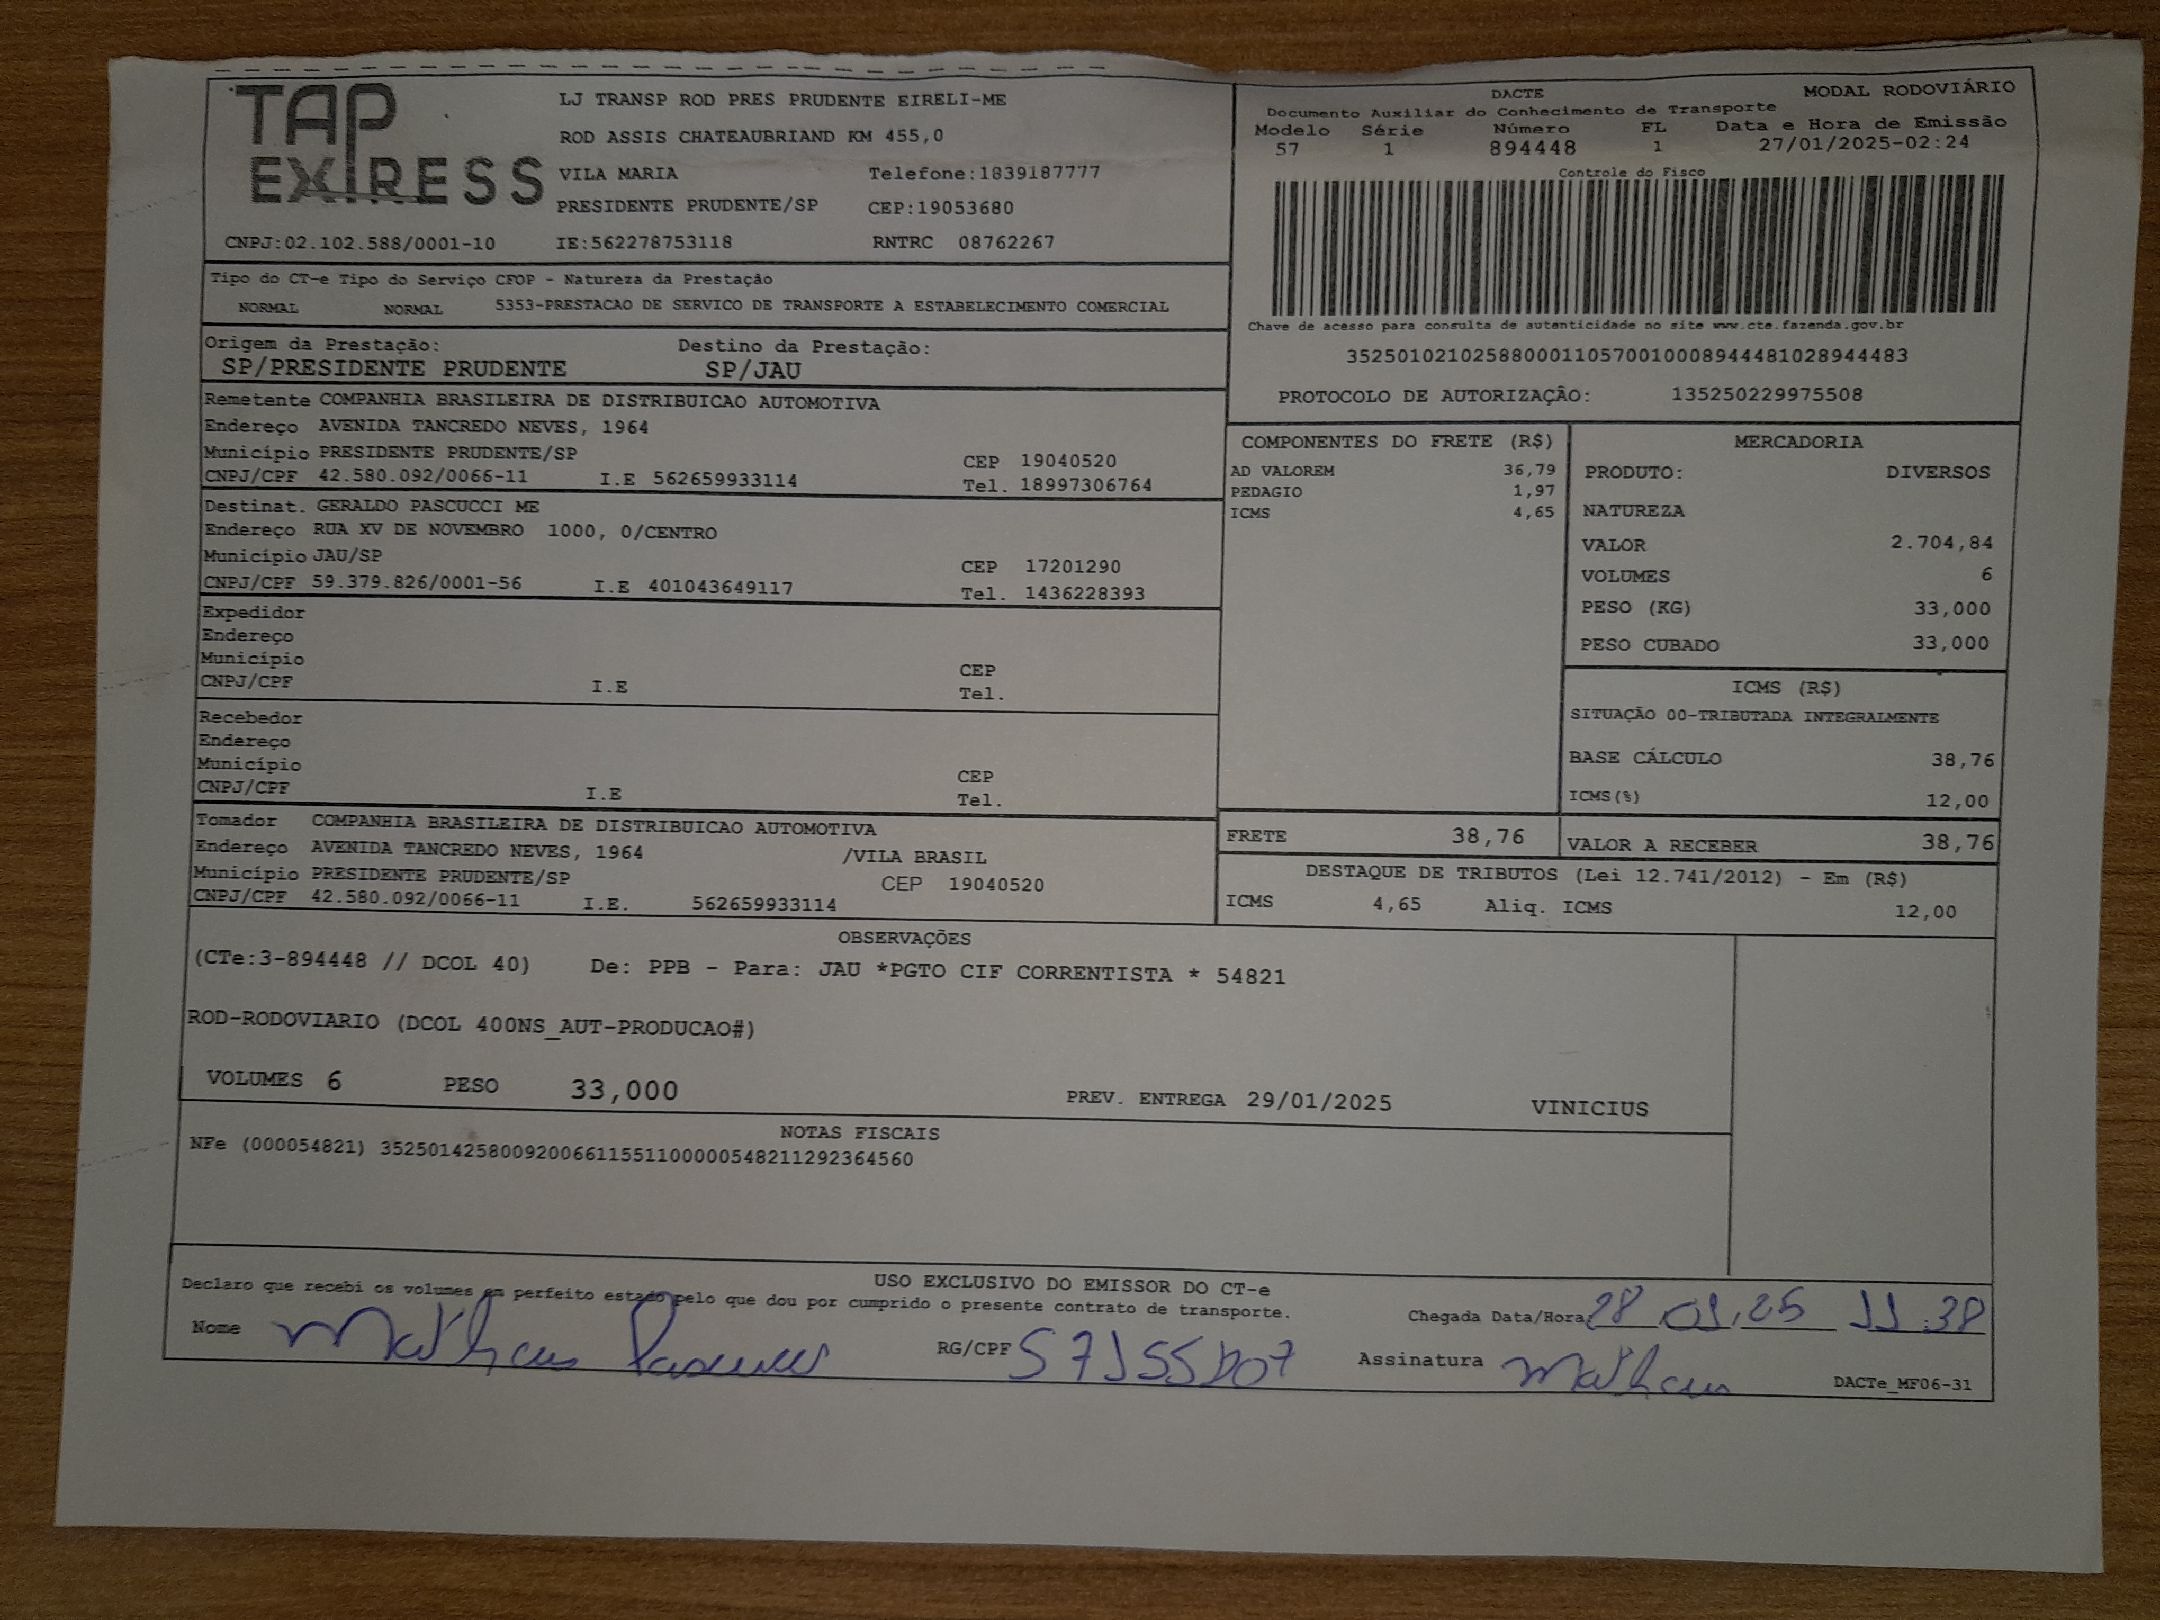 TAP
EXPRESS
LJ TRANSP ROD PRES PRUDENTE EIRELI-ME
ROD ASSIS CHATEAUBRIAND KM 455,0
VILA MARIA Telefone:1839187777
PRESIDENTE PRUDENTE/SP CEP:19053680
CNPJ:02.102.588/0001-10 IE:562278753118 RNTRC 08762267
DACTE MODAL RODOVIÁRIO
Documento Auxiliar do Conhecimento de Transporte
Modelo Série Número FL Data e Hora de Emissão
57 1 894448 1 27/01/2025-02:24
Controle do Fisco
Chave de acesso para consulta de autenticidade no site www.cte.fazenda.gov.br
35250102102588000110570010008944481028944483
PROTOCOLO DE AUTORIZAÇÃO: 135250229975508
Tipo do CT-e Tipo do Serviço CFOP - Natureza da Prestação
NORMAL NORMAL 5353-PRESTACAO DE SERVICO DE TRANSPORTE A ESTABELECIMENTO COMERCIAL
Origem da Prestação: Destino da Prestação:
SP/PRESIDENTE PRUDENTE SP/JAU
Remetente COMPANHIA BRASILEIRA DE DISTRIBUICAO AUTOMOTIVA
Endereço AVENIDA TANCREDO NEVES, 1964
Município PRESIDENTE PRUDENTE/SP CEP 19040520
CNPJ/CPF 42.580.092/0066-11 I.E 562659933114 Tel. 18997306764
Destinat. GERALDO PASCUCCI ME
Endereço RUA XV DE NOVEMBRO 1000, 0/CENTRO
Município JAU/SP CEP 17201290
CNPJ/CPF 59.379.826/0001-56 I.E 401043649117 Tel. 1436228393
Expedidor
Endereço
Município CEP
CNPJ/CPF I.E Tel.
Recebedor
Endereço
Município CEP
CNPJ/CPF I.E Tel.
Tomador COMPANHIA BRASILEIRA DE DISTRIBUICAO AUTOMOTIVA
Endereço AVENIDA TANCREDO NEVES, 1964 /VILA BRASIL
Município PRESIDENTE PRUDENTE/SP CEP 19040520
CNPJ/CPF 42.580.092/0066-11 I.E. 562659933114
COMPONENTES DO FRETE (R$)
AD VALOREM 36,79
PEDAGIO 1,97
ICMS 4,65
MERCADORIA
PRODUTO: DIVERSOS
NATUREZA
VALOR 2.704,84
VOLUMES 6
PESO (KG) 33,000
PESO CUBADO 33,000
ICMS (R$)
SITUAÇÃO 00-TRIBUTADA INTEGRALMENTE
BASE CÁLCULO 38,76
ICMS(%) 12,00
FRETE 38,76 VALOR A RECEBER 38,76
DESTAQUE DE TRIBUTOS (Lei 12.741/2012) - Em (R$)
ICMS 4,65 Aliq. ICMS 12,00
OBSERVAÇÕES
(CTe:3-894448 // DCOL 40) De: PPB - Para: JAU *PGTO CIF CORRENTISTA * 54821
ROD-RODOVIARIO (DCOL 400NS_AUT-PRODUCAO#)
VOLUMES 6 PESO 33,000 PREV. ENTREGA 29/01/2025 VINICIUS
NOTAS FISCAIS
NFe (000054821) 35250142580092006611551100000548211292364560
USO EXCLUSIVO DO EMISSOR DO CT-e
Declaro que recebi os volumes em perfeito estado pelo que dou por cumprido o presente contrato de transporte.
Chegada Data/Hora 28 01.25 11:38
Nome Matheus Pascucci RG/CPF Assinatura Matheus
DACTe_MF06-31